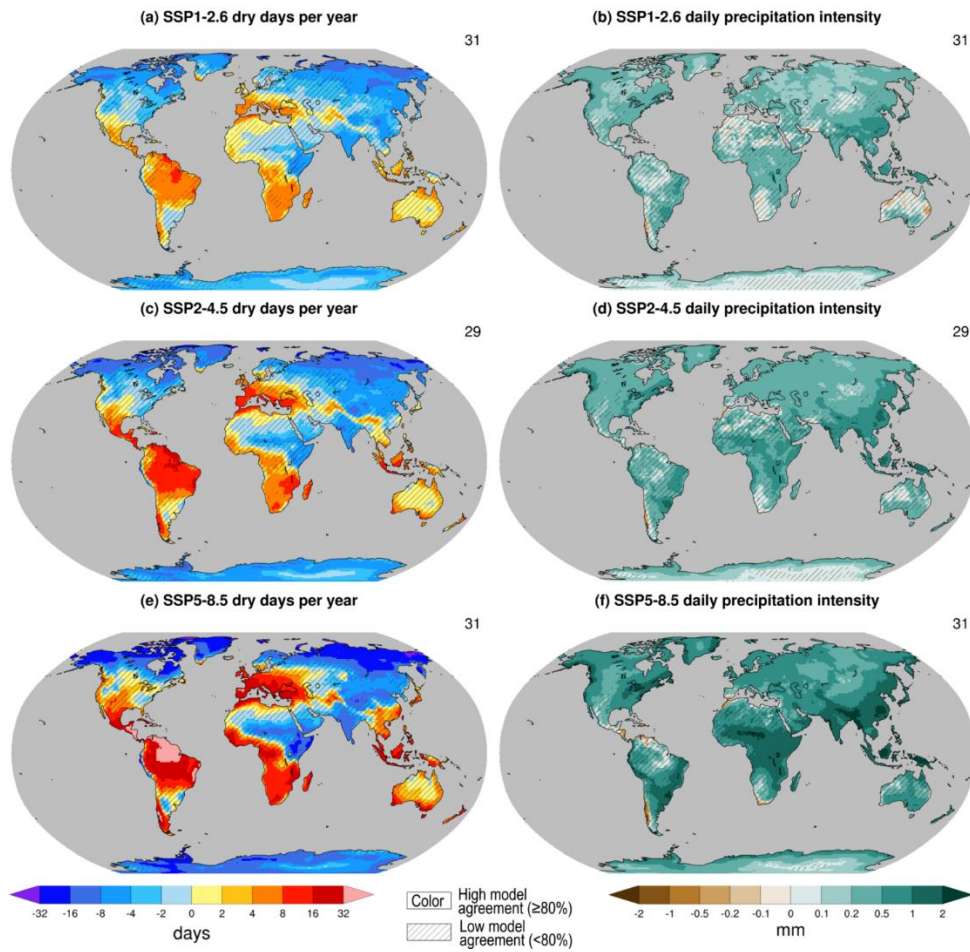 (a) SSP1-2.6 dry days per year
(b) SSP1-2.6 daily precipitation intensity
31
31
(c) SSP2-4.5 dry days per year
(d) SSP2-4.5 daily precipitation intensity
29
29
(e) SSP5-8.5 dry days per year
(f) SSP5-8.5 daily precipitation intensity
31
31
-32 -16 -8 -4 -2 0 2 4 8 16 32
days
Color
High model
agreement (≥80%)
Low model
agreement (<80%)
-2 -1 -0.5 -0.2 -0.1 0 0.1 0.2 0.5 1 2
mm